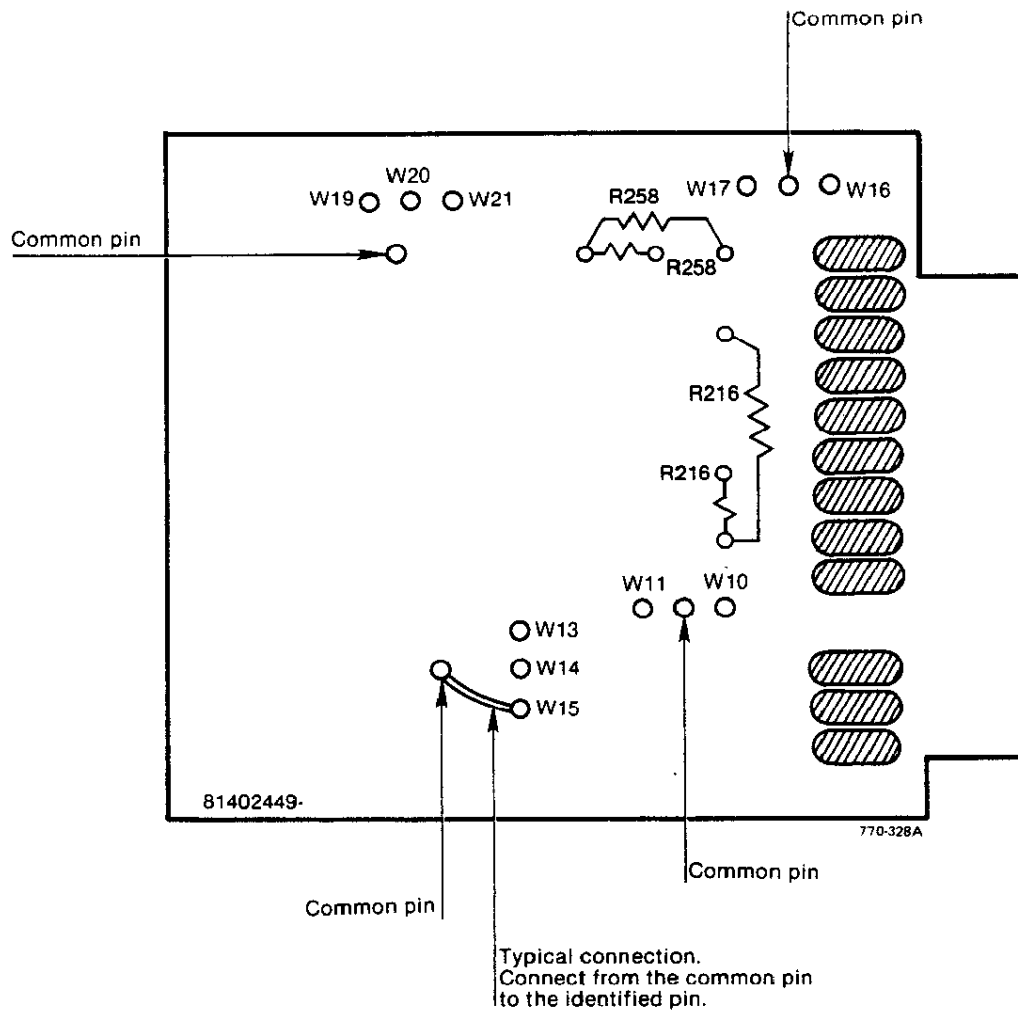 Common pin
W20
W19
W21
R258
W17
W16
Common pin
R258
R216
R216
W11
W10
W13
W14
W15
81402449-
770-328A
Common pin
Common pin
Typical connection.
Connect from the common pin
to the identified pin.